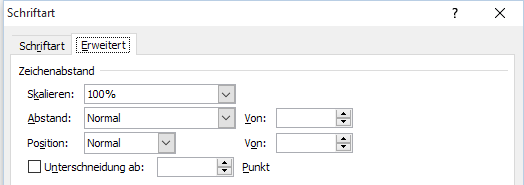 Schriftart ?
Schriftart Erweitert
Zeichenabstand
Skalieren: 100%
Abstand: Normal Von:
Position: Normal Von:
Unterschneidung ab: Punkt